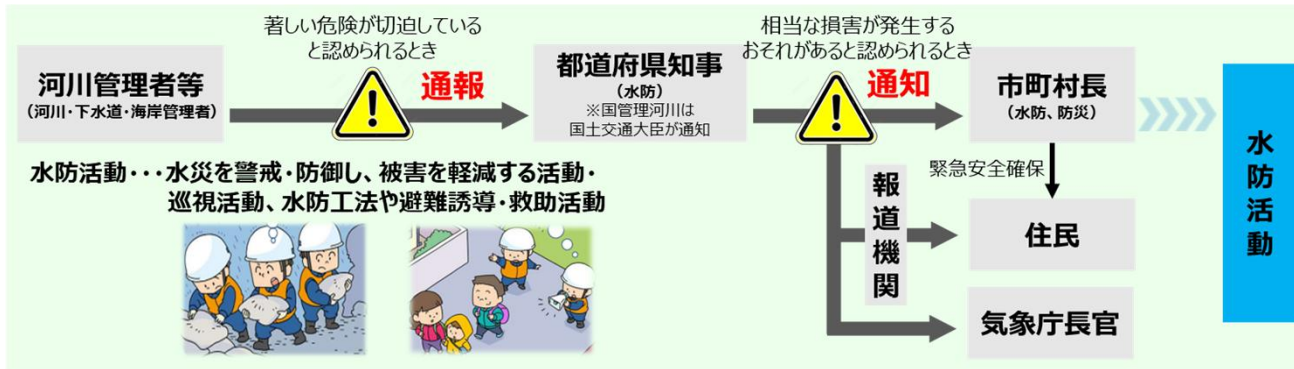 著しい危険が切迫している
と認められるとき
相当な損害が発生する
おそれがあると認められるとき
河川管理者等
（河川・下水道・海岸管理者）
通報
都道府県知事
（水防）
※国管理河川は
国土交通大臣が通知
通知
市町村長
（水防、防災）
水防活動
水防活動・・・水災を警戒・防御し、被害を軽減する活動・
巡視活動、水防工法や避難誘導・救助活動
緊急安全確保
報道機関
住民
気象庁長官